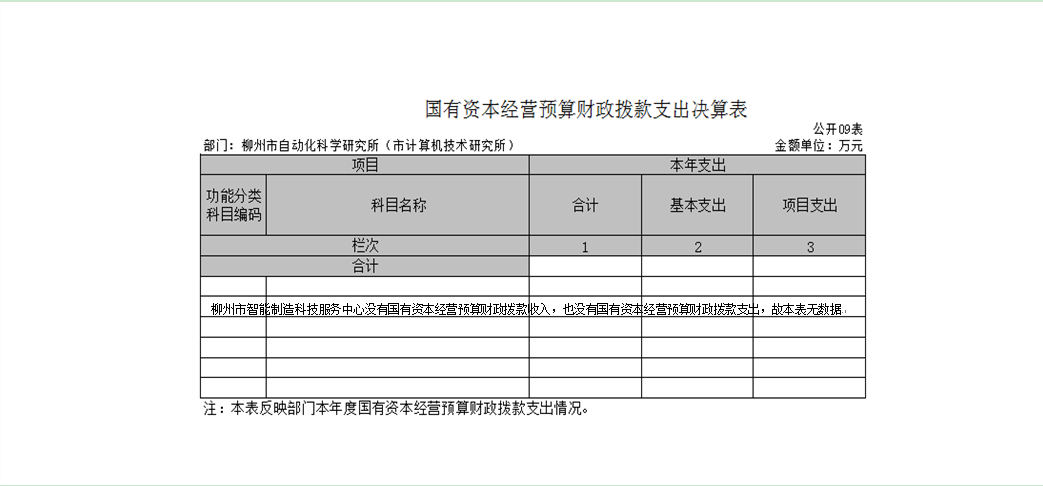 国有资本经营预算财政拨款支出决算表
公开09表
部门：柳州市自动化科学研究所（市计算机技术研究所） 金额单位：万元
项目 本年支出
功能分类科目编码 科目名称 合计 基本支出 项目支出
栏次 1 2 3
合计
柳州市智能制造科技服务中心没有国有资本经营预算财政拨款收入，也没有国有资本经营预算财政拨款支出，故本表无数据.
注：本表反映部门本年度国有资本经营预算财政拨款支出情况。